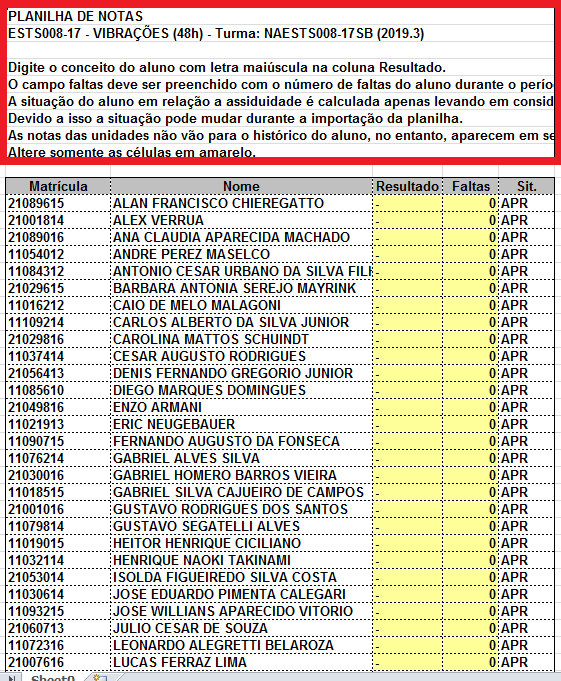 PLANILHA DE NOTAS
ESTS008-17 - VIBRAÇÕES (48h) - Turma: NAESTS008-17SB (2019.3)
Digite o conceito do aluno com letra maiúscula na coluna Resultado.
O campo faltas deve ser preenchido com o número de faltas do aluno durante o perío
A situação do aluno em relação a assiduidade é calculada apenas levando em consid
Devido a isso a situação pode mudar durante a importação da planilha.
As notas das unidades não vão para o histórico do aluno, no entanto, aparecem em se
Altere somente as células em amarelo.
Matrícula Nome Resultado Faltas Sit.
21089615 ALAN FRANCISCO CHIEREGATTO - 0 APR
21001814 ALEX VERRUA - 0 APR
21089016 ANA CLAUDIA APARECIDA MACHADO - 0 APR
11054012 ANDRE PEREZ MASELCO - 0 APR
11084312 ANTONIO CESAR URBANO DA SILVA FILI - 0 APR
21029615 BARBARA ANTONIA SEREJO MAYRINK - 0 APR
11016212 CAIO DE MELO MALAGONI - 0 APR
11109214 CARLOS ALBERTO DA SILVA JUNIOR - 0 APR
21029816 CAROLINA MATTOS SCHUINDT - 0 APR
11037414 CESAR AUGUSTO RODRIGUES - 0 APR
21056413 DENIS FERNANDO GREGORIO JUNIOR - 0 APR
11085610 DIEGO MARQUES DOMINGUES - 0 APR
21049816 ENZO ARMANI - 0 APR
11021913 ERIC NEUGEBAUER - 0 APR
11090715 FERNANDO AUGUSTO DA FONSECA - 0 APR
11076214 GABRIEL ALVES SILVA - 0 APR
21030016 GABRIEL HOMERO BARROS VIEIRA - 0 APR
11018515 GABRIEL SILVA CAJUEIRO DE CAMPOS - 0 APR
21001016 GUSTAVO RODRIGUES DOS SANTOS - 0 APR
11079814 GUSTAVO SEGATELLI ALVES - 0 APR
11019015 HEITOR HENRIQUE CICILIANO - 0 APR
11032114 HENRIQUE NAOKI TAKINAMI - 0 APR
21053014 ISOLDA FIGUEIREDO SILVA COSTA - 0 APR
11030614 JOSE EDUARDO PIMENTA CALEGARI - 0 APR
11093215 JOSE WILLIANS APARECIDO VITORIO - 0 APR
21060713 JULIO CESAR DE SOUZA - 0 APR
11072316 LEONARDO ALEGRETTI BELAROZA - 0 APR
21007616 LUCAS FERRAZ LIMA - 0 APR
Sheet0